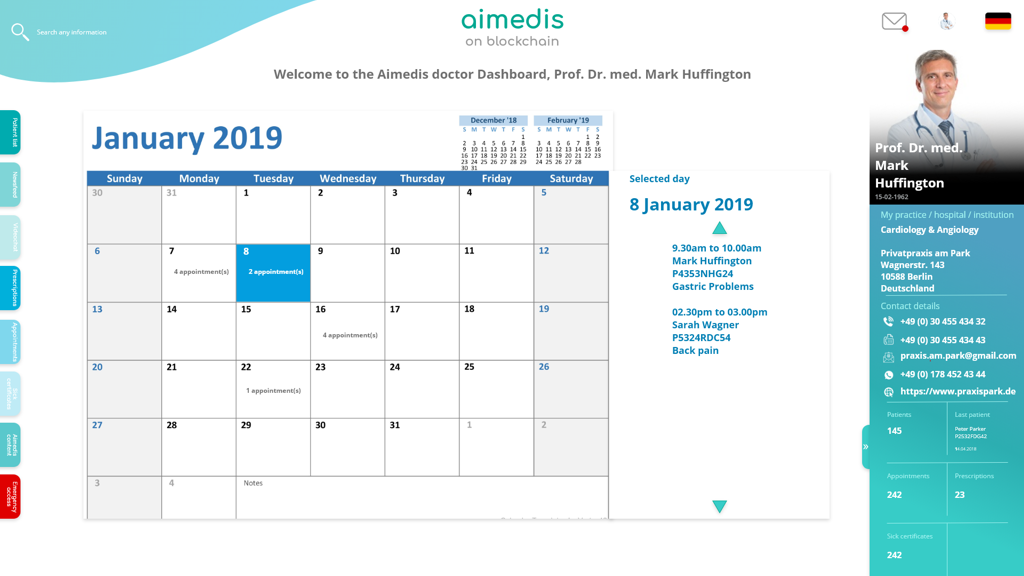 Search any information
aimedis
on blockchain
Welcome to the Aimedis doctor Dashboard, Prof. Dr. med. Mark Huffington
Patient list
Newsfeed
Prescriptions
Appointments
Sick certificates
Aimedis content
Emergency access
January 2019
December '18
S M T W T F S
1
2 3 4 5 6 7 8
9 10 11 12 13 14 15
16 17 18 19 20 21 22
23 24 25 26 27 28 29
30 31
February '19
S M T W T F S
1 2
3 4 5 6 7 8 9
10 11 12 13 14 15 16
17 18 19 20 21 22 23
24 25 26 27 28
Sunday Monday Tuesday Wednesday Thursday Friday Saturday
30 31 1 2 3 4 5
6 7 8 9 10 11 12
4 appointment(s) 2 appointment(s)
13 14 15 16 17 18 19
4 appointment(s)
20 21 22 23 24 25 26
1 appointment(s)
27 28 29 30 31 1 2
3 4 Notes
Selected day
8 January 2019
9.30am to 10.00am
Mark Huffington
P4353NHG24
Gastric Problems
02.30pm to 03.00pm
Sarah Wagner
P5324RDC54
Back pain
Prof. Dr. med.
Mark
Huffington
15-02-1962
My practice / hospital / institution
Cardiology & Angiology
Privatpraxis am Park
Wagnerstr. 143
10588 Berlin
Deutschland
Contact details
+49 (0) 30 455 434 32
+49 (0) 30 455 434 43
praxis.am.park@gmail.com
+49 (0) 178 452 43 44
https://www.praxispark.de
Patients
145
Last patient
Peter Parker
P2532FDG42
Appointments
242
Prescriptions
23
Sick certificates
242